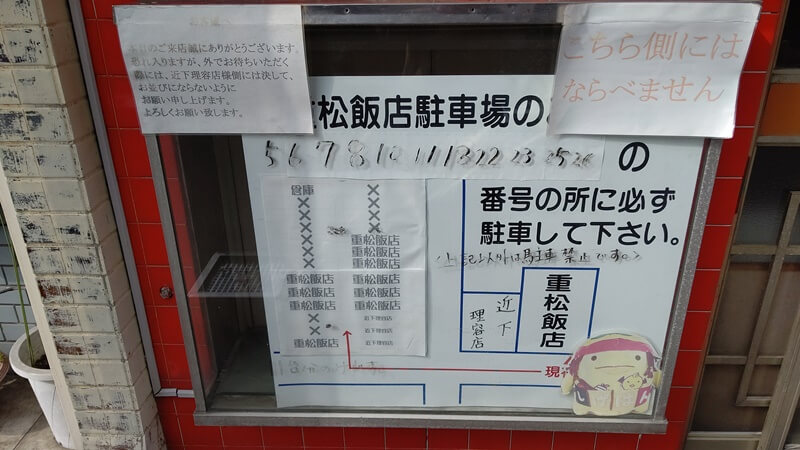 お客様へ
本日のご来店誠にありがとうございます。
恐れ入りますが、外でお待ちいただく
際には、近下理容店様側には決して、
お並びにならないように
お願い申し上げます。
よろしくお願い致します。
こちら側には
ならべません
重松飯店駐車場の
5 6 7 8 10 11 13 22 23 25 26 の
番号の所に必ず
駐車して下さい。
(上記以外は駐車禁止です。)
倉庫 ×
× ×
× ×
×
× 重松飯店
× 重松飯店
× 重松飯店
重松飯店 重松飯店
重松飯店 重松飯店
重松飯店 重松飯店
× 近下理容店
× 近下理容店
重松飯店 近下理容店
重松飯店
近下
理容店
現